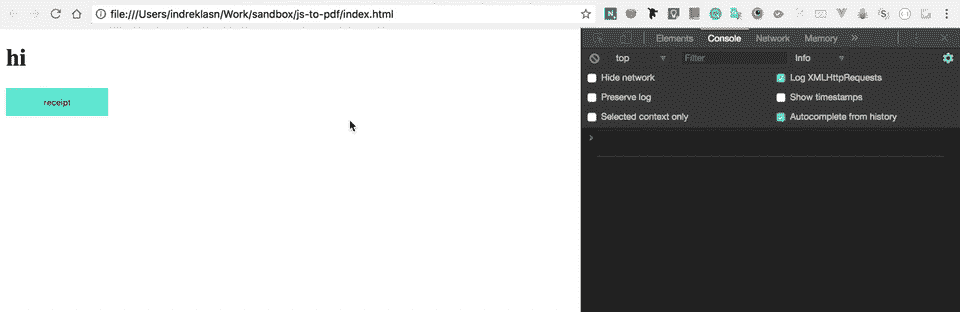 file:///Users/indreklasn/Work/sandbox/js-to-pdf/index.html
hi
receipt
Elements Console Network Memory »
top Filter Info
Hide network Log XMLHttpRequests
Preserve log Show timestamps
Selected context only Autocomplete from history